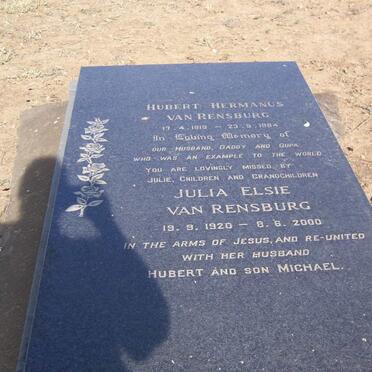 HUBERT HERMANUS
VAN RENSBURG
17. 4. 1919 – 23. 9. 1984
In Loving Memory of
OUR HUSBAND, DADDY AND OUPA
WHO WAS AN EXAMPLE TO THE WORLD
YOU ARE LOVINGLY MISSED BY
JULIE, CHILDREN AND GRANDCHILDREN
JULIA ELSIE
VAN RENSBURG
19. 9. 1920 – 8. 6. 2000
IN THE ARMS OF JESUS, AND RE-UNITED
WITH HER HUSBAND
HUBERT AND SON MICHAEL.